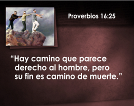 Proverbios 16:25
“Hay camino que parece
derecho al hombre, pero
su fin es camino de muerte.”